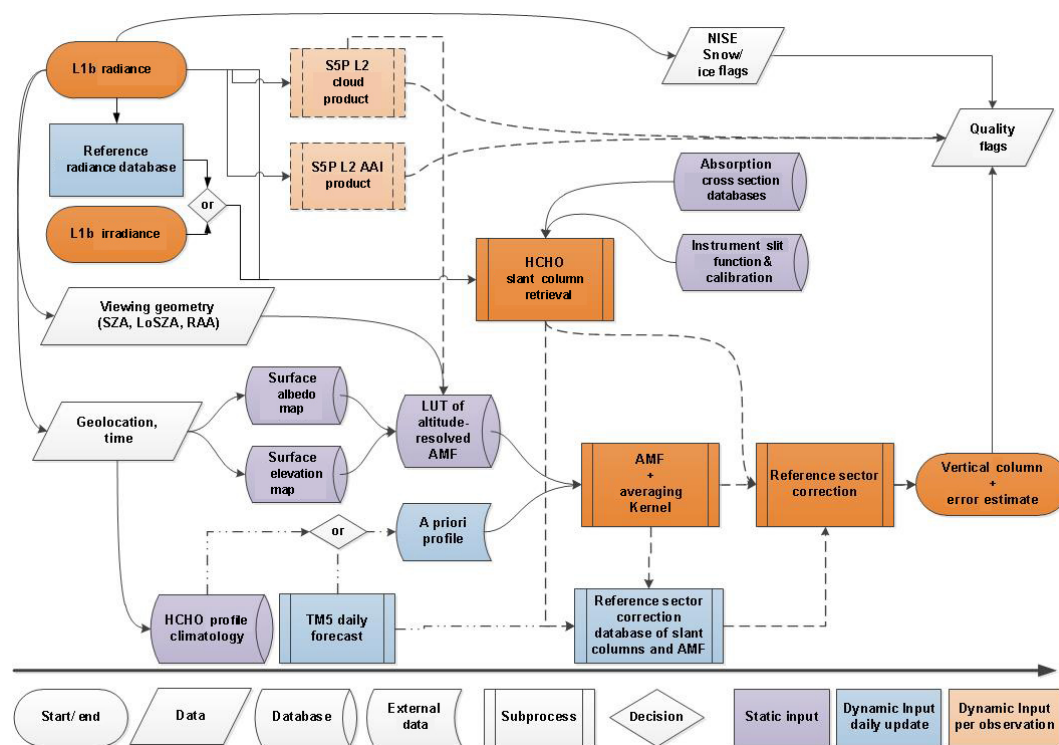 L1b radiance
S5P L2
cloud
product
NISE
Snow/
ice flags
Reference
radiance database
S5P L2 AAI
product
Quality
flags
or
L1b irradiance
Absorption
cross section
databases
HCHO
slant column
retrieval
Instrument slit
function &
calibration
Viewing geometry
(SZA, LoSZA, RAA)
Geolocation,
time
Surface
albedo
map
Surface
elevation
map
LUT of
altitude-
resolved
AMF
AMF
+
averaging
Kernel
Reference sector
correction
Vertical column
+
error estimate
or
A priori
profile
HCHO profile
climatology
TM5 daily
forecast
Reference sector
correction
database of slant
columns and AMF
Start/ end
Data
Database
External
data
Subprocess
Decision
Static input
Dynamic Input
daily update
Dynamic Input
per observation